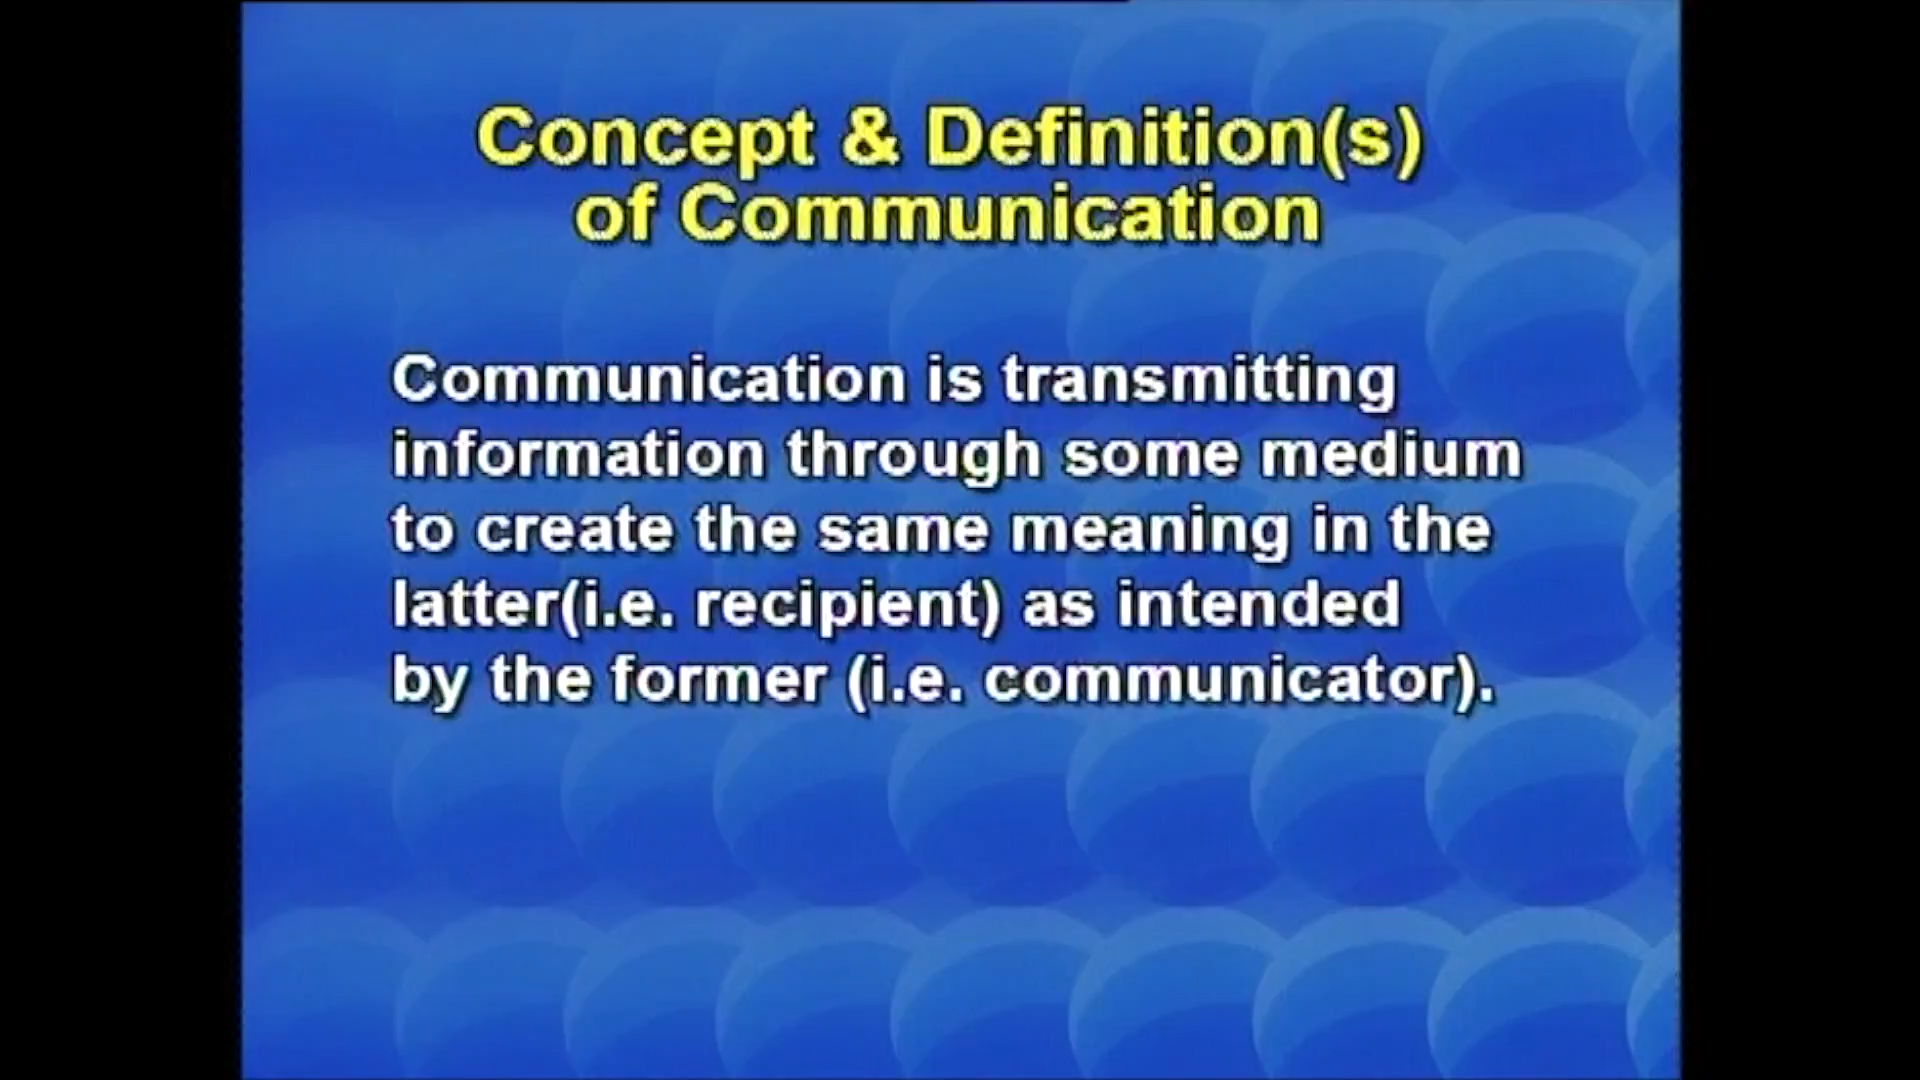 Concept & Definition(s)
of Communication
Communication is transmitting
information through some medium
to create the same meaning in the
latter(i.e. recipient) as intended
by the former (i.e. communicator).